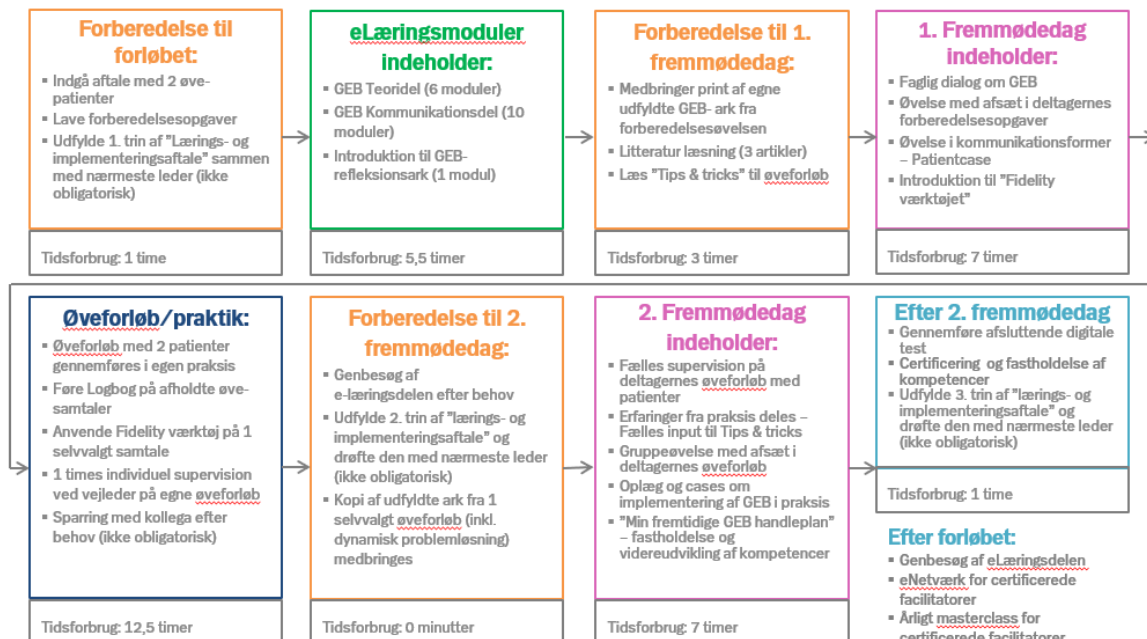 Forberedelse til
forløbet:
▪ Indgå aftale med 2 øve-
patienter
▪ Lave forberedelsesopgaver
▪ Udfylde 1. trin af "Lærings- og
implementeringsaftale" sammen
med nærmeste leder (ikke
obligatorisk)
Tidsforbrug: 1 time
eLæringsmoduler
indeholder:
▪ GEB Teoridel (6 moduler)
▪ GEB Kommunikationsdel (10
moduler)
▪ Introduktion til GEB-
refleksionsark (1 modul)
Tidsforbrug: 5,5 timer
Forberedelse til 1.
fremmødedag:
▪ Medbringer print af egne
udfyldte GEB- ark fra
forberedelsesøvelsen
▪ Litteratur læsning (3 artikler)
▪ Læs "Tips & tricks" til øveforløb
Tidsforbrug: 3 timer
1. Fremmødedag
indeholder:
▪ Faglig dialog om GEB
▪ Øvelse med afsæt i deltagernes
forberedelsesopgaver
▪ Øvelse i kommunikationsformer
– Patientcase
▪ Introduktion til "Fidelity
værktøjet"
Tidsforbrug: 7 timer
Øveforløb/praktik:
▪ Øveforløb med 2 patienter
gennemføres i egen praksis
▪ Føre Logbog på afholdte øve-
samtaler
▪ Anvende Fidelity værktøj på 1
selvvalgt samtale
▪ 1 times individuel supervision
ved vejleder på egne øveforløb
▪ Sparring med kollega efter
behov (ikke obligatorisk)
Tidsforbrug: 12,5 timer
Forberedelse til 2.
fremmødedag:
▪ Genbesøg af
e-læringsdelen efter behov
▪ Udfylde 2. trin af "lærings- og
implementeringsaftale" og
drøfte den med nærmeste leder
(ikke obligatorisk)
▪ Kopi af udfyldte ark fra 1
selvvalgt øveforløb (inkl.
dynamisk problemløsning)
medbringes
Tidsforbrug: 0 minutter
2. Fremmødedag
indeholder:
▪ Fælles supervision på
deltagernes øveforløb med
patienter
▪ Erfaringer fra praksis deles –
Fælles input til Tips & tricks
▪ Gruppeøvelse med afsæt i
deltagernes øveforløb
▪ Oplæg og cases om
implementering af GEB i praksis
▪ "Min fremtidige GEB handleplan"
– fastholdelse og
videreudvikling af kompetencer
Tidsforbrug: 7 timer
Efter 2. fremmødedag
▪ Gennemføre afsluttende digitale
test
▪ Certificering og fastholdelse af
kompetencer
▪ Udfylde 3. trin af "lærings- og
implementeringsaftale" og
drøfte den med nærmeste leder
(ikke obligatorisk)
Tidsforbrug: 1 time
Efter forløbet:
▪ Genbesøg af eLæringsdelen
▪ eNetværk for certificerede
facilitatorer
▪ Årligt masterclass for
certificerede facilitatorer